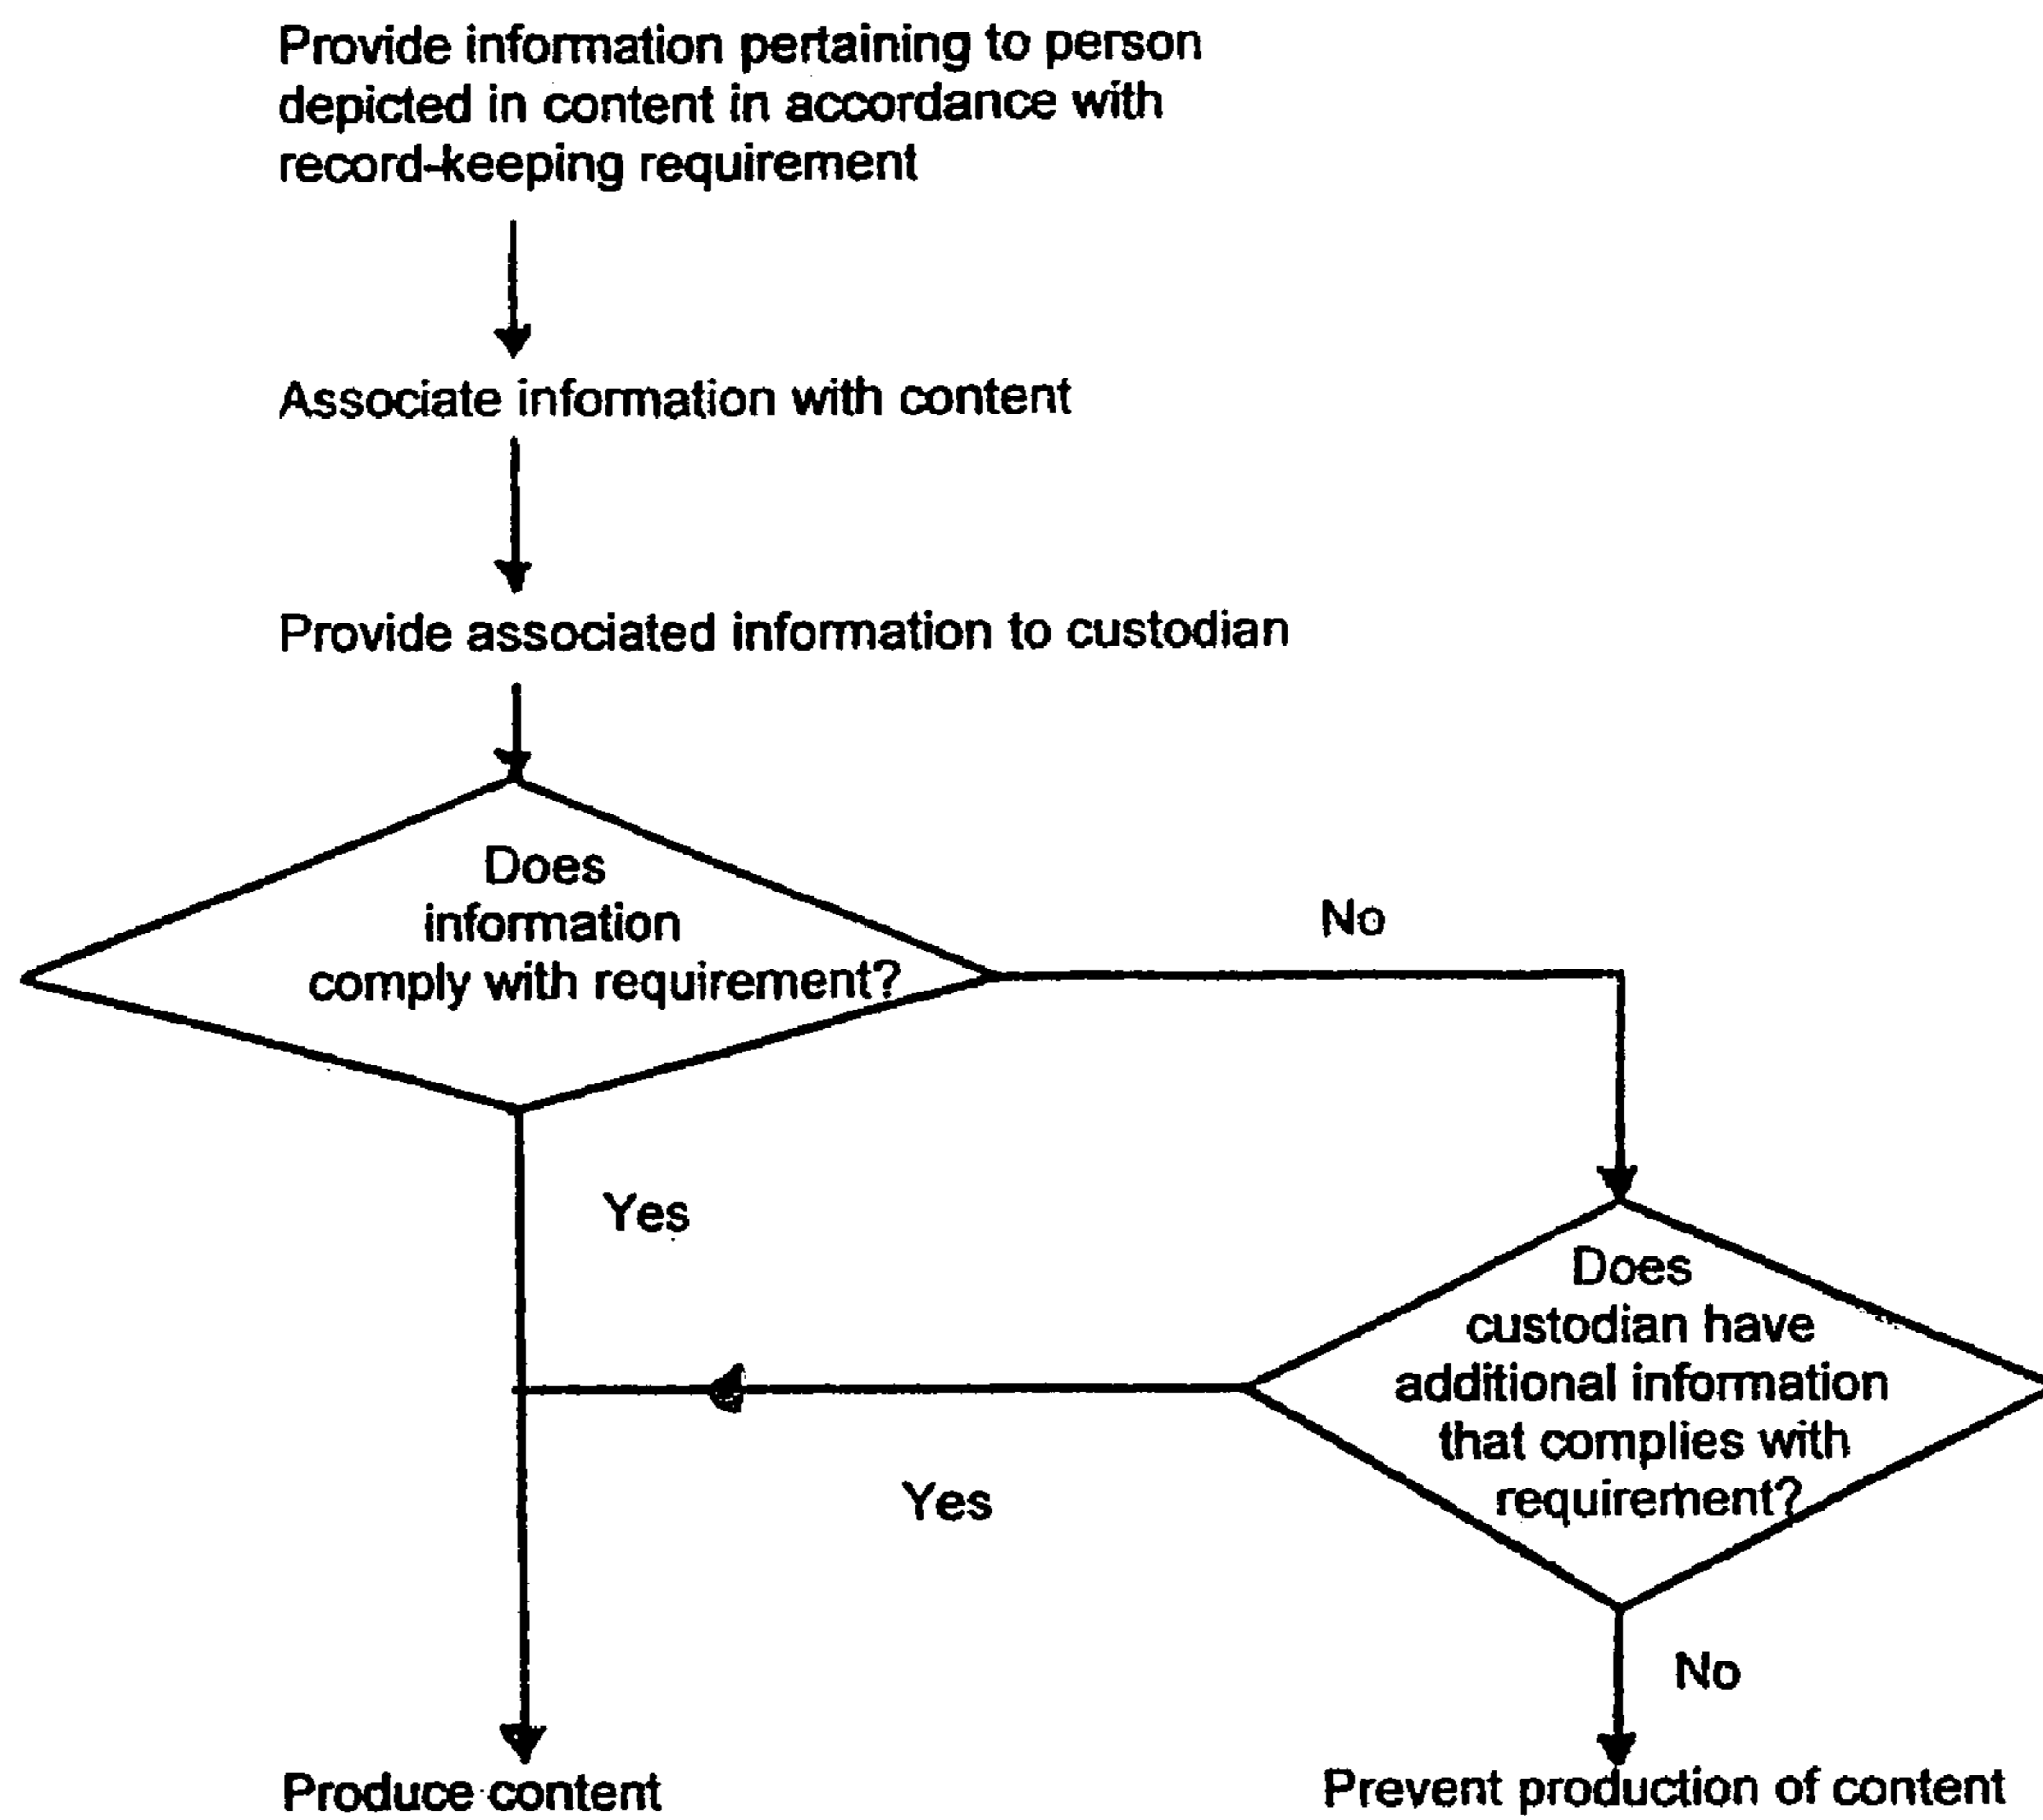 Provide information pertaining to person
depicted in content in accordance with
record-keeping requirement
Associate information with content
Provide associated information to custodian
Does
information
comply with requirement?
No
Yes
Does
custodian have
additional information
that complies with
requirement?
Yes
No
Produce content
Prevent production of content